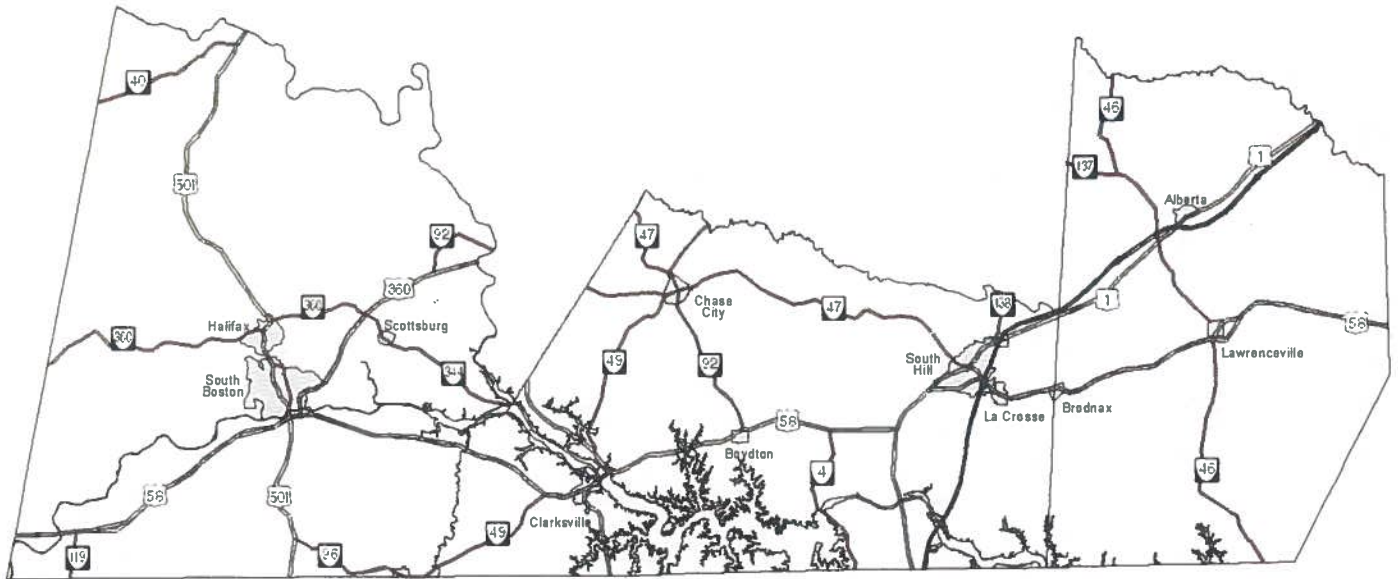 40
46
1
137
501
Alberta
92
47
360
Chase
City
138
47
1
360
Halifax
Scottsburg
58
360
South
Hill
Lawrenceville
49
92
344
South
Boston
La Crosse
Brodnax
58
Boydton
4
46
58
501
Clarksville
49
119
96